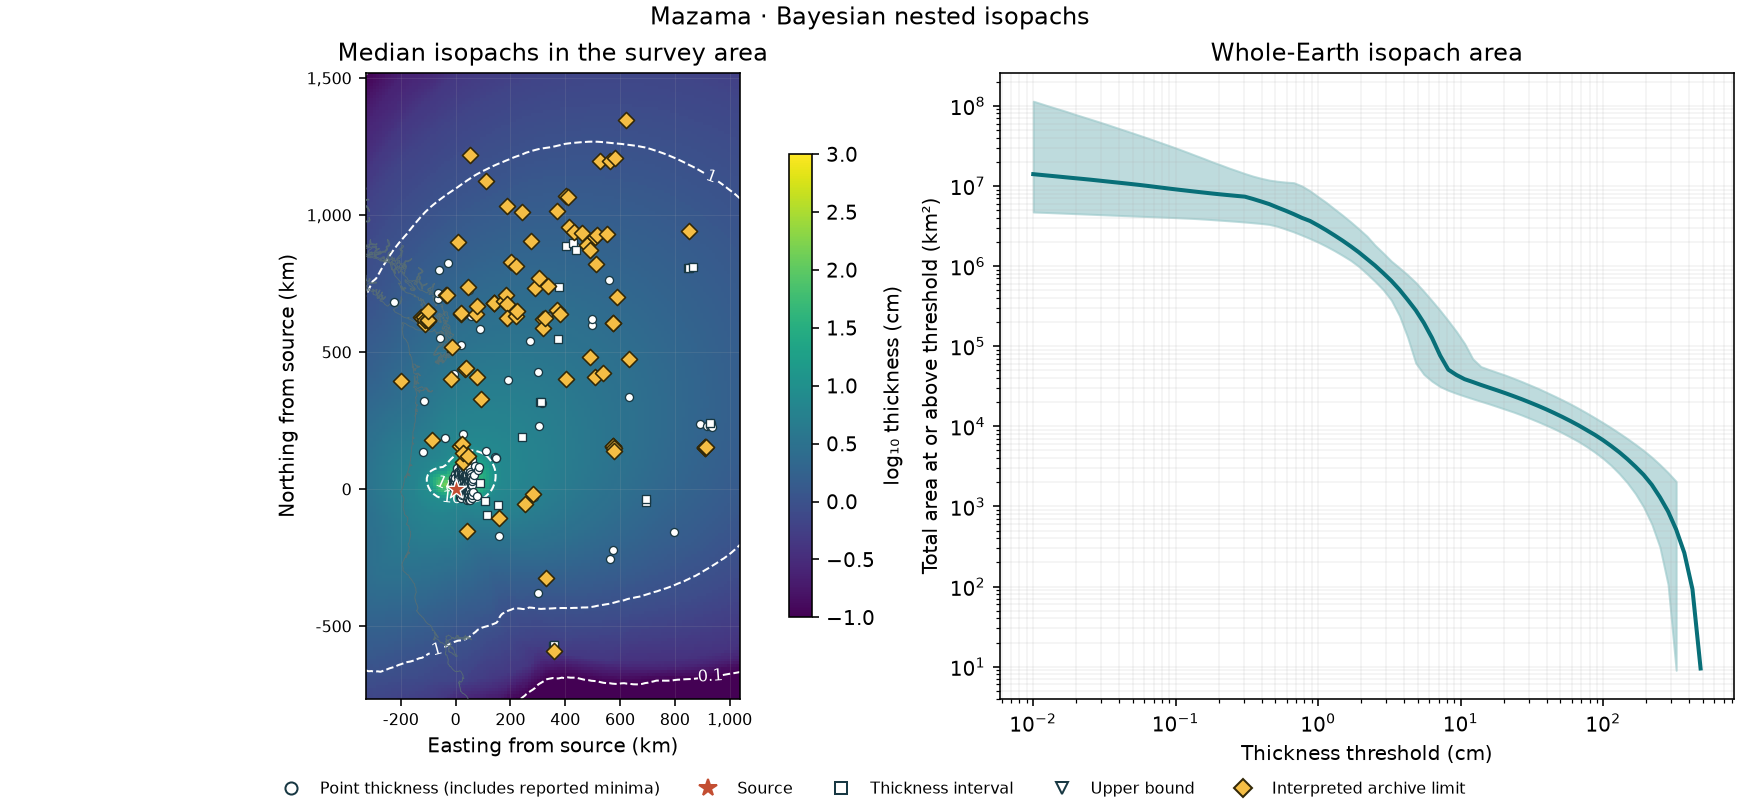 Mazama · Bayesian nested isopachs
Median isopachs in the survey area
1,500
1,000
500
0
-500
Northing from source (km)
1
1
0.1
-200 0 200 400 600 800 1,000
Easting from source (km)
3.0
2.5
2.0
1.5
1.0
0.5
0.0
−0.5
−1.0
log₁₀ thickness (cm)
Whole-Earth isopach area
10⁸
10⁷
10⁶
10⁵
10⁴
10³
10²
10¹
Total area at or above threshold (km²)
10⁻² 10⁻¹ 10⁰ 10¹ 10²
Thickness threshold (cm)
Point thickness (includes reported minima) Source Thickness interval Upper bound Interpreted archive limit